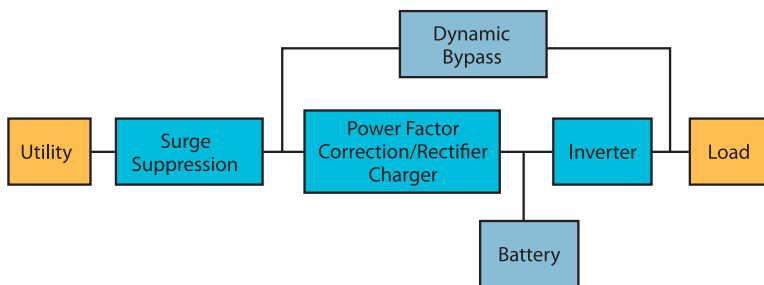 Dynamic
Bypass
Utility
Surge
Suppression
Power Factor
Correction/Rectifier
Charger
Inverter
Load
Battery